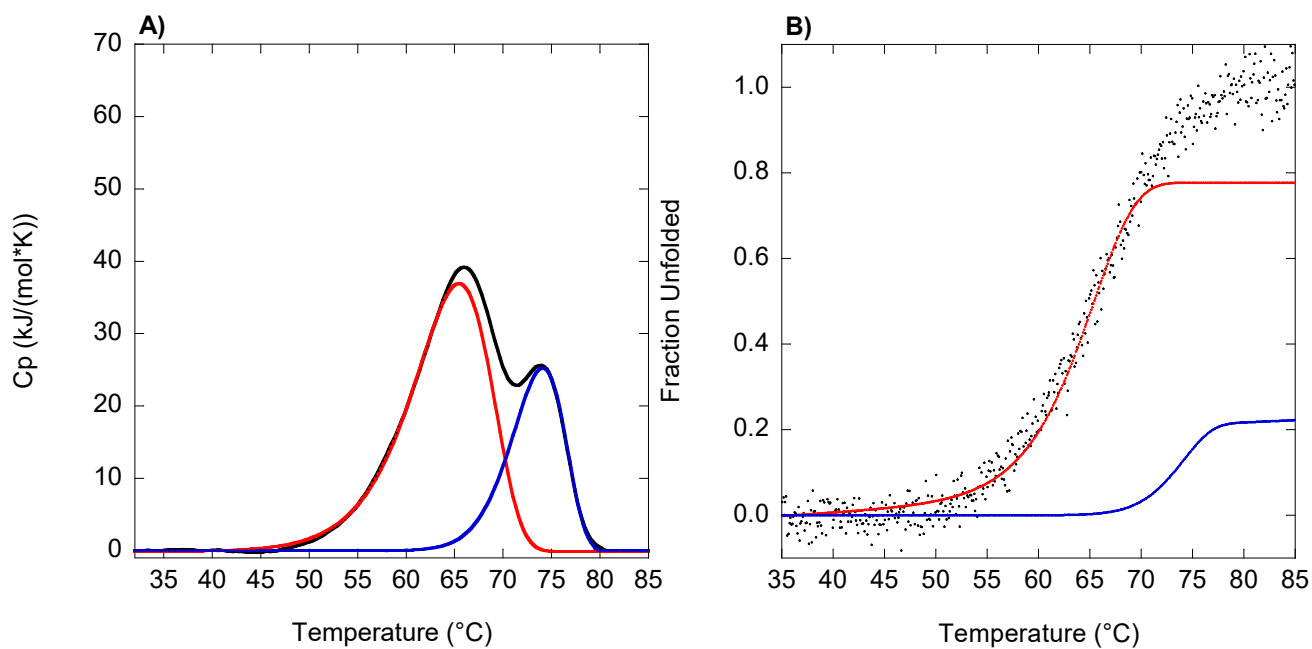 A)
70
60
50
40
30
20
10
0
32 35 40 45 50 55 60 65 70 75 80 85
Temperature (°C)
Cp (kJ/(mol*K))
B)
1.0
0.8
0.6
0.4
0.2
0.0
35 40 45 50 55 60 65 70 75 80 85
Temperature (°C)
Fraction Unfolded